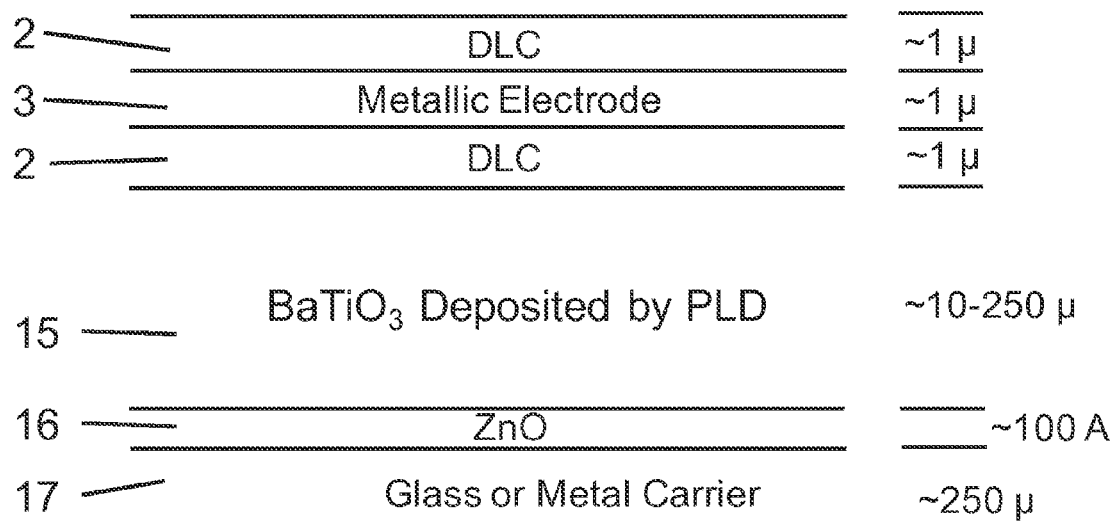 2 DLC ~1 µ
3 Metallic Electrode ~1 µ
2 DLC ~1 µ
BaTiO₃ Deposited by PLD ~10-250 µ
15
16 ZnO ~100 A
17 Glass or Metal Carrier ~250 µ